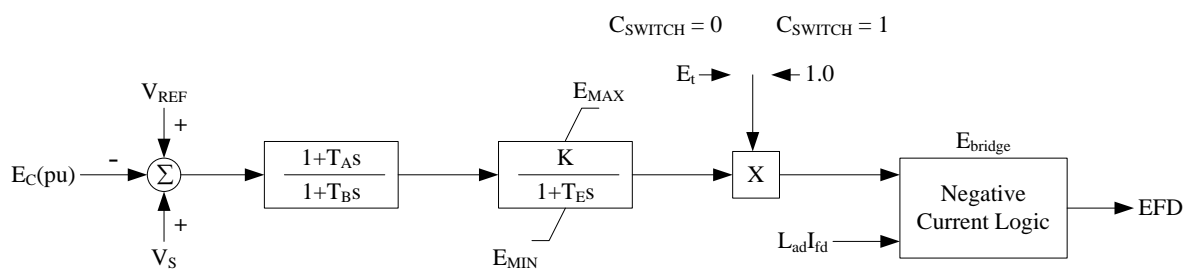 C_SWITCH = 0
C_SWITCH = 1
E_t
1.0
V_REF
+
E_C(pu)
-
Σ
+
V_S
1+T_As
1+T_Bs
E_MAX
K
1+T_Es
E_MIN
X
E_bridge
Negative
Current Logic
L_adI_fd
EFD